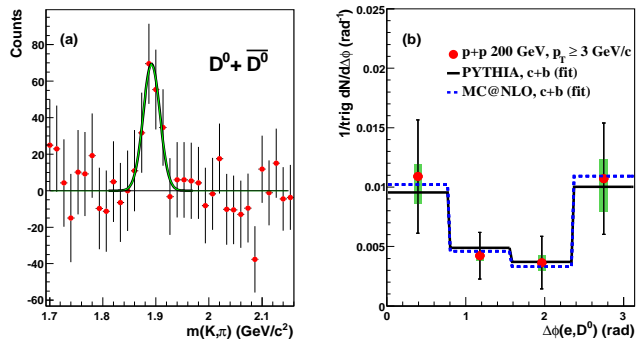 Counts
80
60
40
20
0
-20
-40
-60
(a)
D⁰+ D̅⁰
1.7 1.8 1.9 2 2.1
m(K,π) (GeV/c²)
1/trig dN/dΔϕ (rad⁻¹)
0.025
0.02
0.015
0.01
0.005
0
(b)
p+p 200 GeV, p_T ≥ 3 GeV/c
PYTHIA, c+b (fit)
MC@NLO, c+b (fit)
0 1 2 3
Δϕ(e,D⁰) (rad)